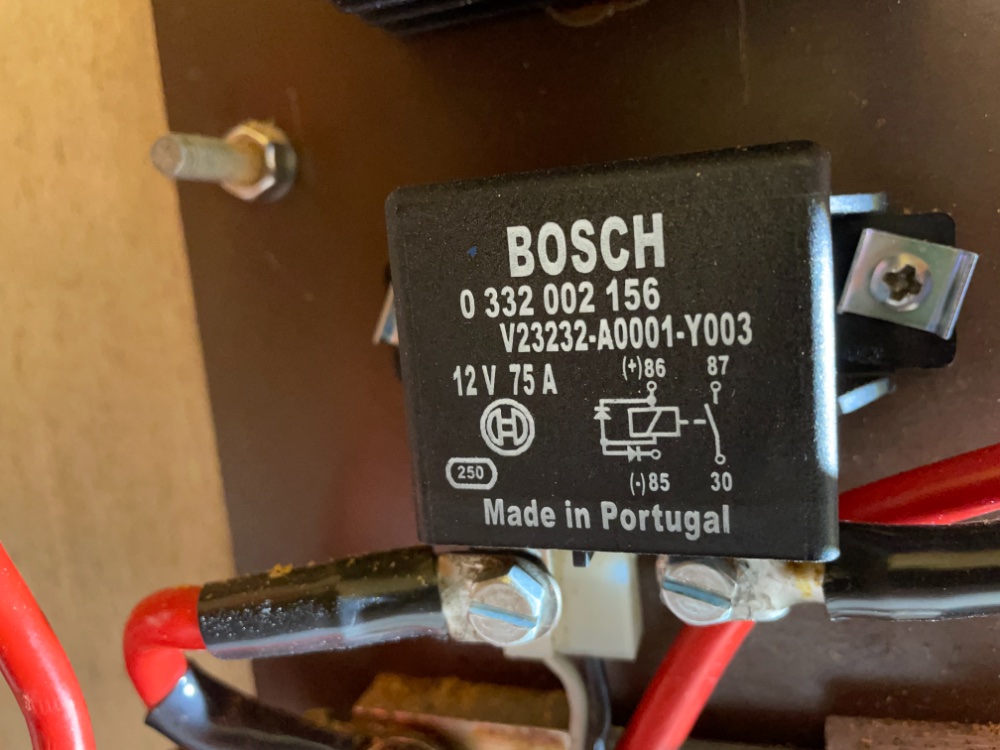 BOSCH
0 332 002 156
V23232-A0001-Y003
12 V 75 A
(+)86 87
250
(-)85 30
Made in Portugal